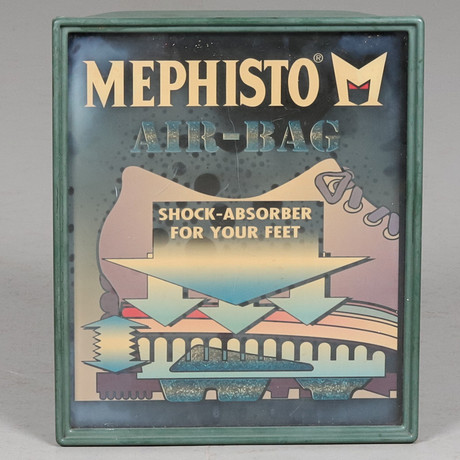 MEPHISTO®
AIR-BAG
SHOCK-ABSORBER
FOR YOUR FEET